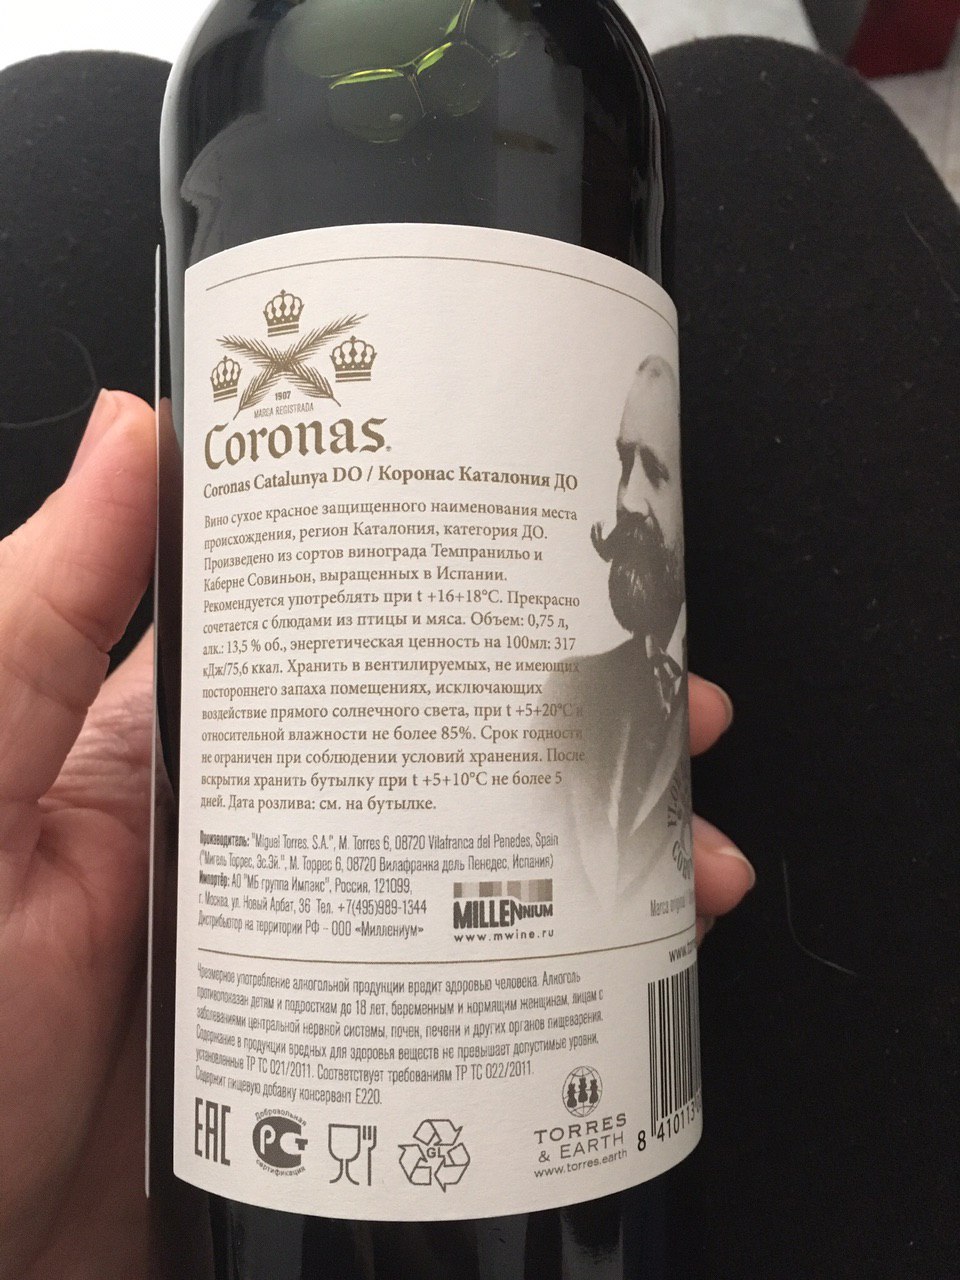 1907
MARCA REGISTRADA
Coronas
Coronas Catalunya DO / Коронас Каталония ДО
Вино сухое красное защищенного наименования места
происхождения, регион Каталония, категория ДО.
Произведено из сортов винограда Темпранильо и
Каберне Совиньон, выращенных в Испании.
Рекомендуется употреблять при t +16+18°С. Прекрасно
сочетается с блюдами из птицы и мяса. Объем: 0,75 л,
алк.: 13,5 % об., энергетическая ценность на 100мл: 317
кДж/75,6 ккал. Хранить в вентилируемых, не имеющих
постороннего запаха помещениях, исключающих
воздействие прямого солнечного света, при t +5+20°С и
относительной влажности не более 85%. Срок годности
не ограничен при соблюдении условий хранения. После
вскрытия хранить бутылку при t +5+10°С не более 5
дней. Дата розлива: см. на бутылке.
Производитель: "Miguel Torres, S.A.", M. Torres 6, 08720 Vilafranca del Penedes, Spain
("Мигель Торрес, Эс.Эй.", М. Торрес 6, 08720 Вилафранка дель Пенедес, Испания)
Импортёр: АО "МБ группа Импакс", Россия, 121099,
г. Москва, ул. Новый Арбат, 36 Тел. +7(495)989-1344
Дистрибьютор на территории РФ – ООО «Миллениум»
MILLENNIUM
www.mwine.ru
Marca original
www.tor
Чрезмерное употребление алкогольной продукции вредит здоровью человека. Алкоголь
противопоказан детям и подросткам до 18 лет, беременным и кормящим женщинам, лицам с
заболеваниями центральной нервной системы, почек, печени и других органов пищеварения.
Содержание в продукции вредных для здоровья веществ не превышает допустимые уровни,
установленные ТР ТС 021/2011. Соответствует требованиям ТР ТС 022/2011.
Содержит пищевую добавку консервант Е220.
EAC
Добровольная
РСТ
сертификация
GL
TORRES
& EARTH
www.torres.earth
8 410113